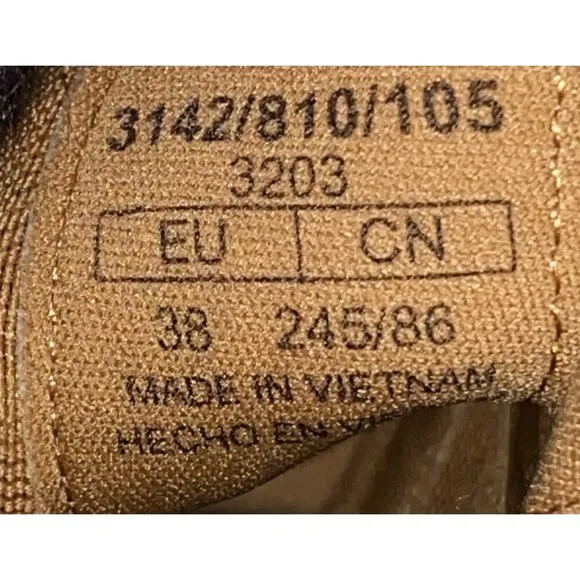 3142/810/105
3203
EU CN
38 245/86
MADE IN VIETNAM
HECHO EN